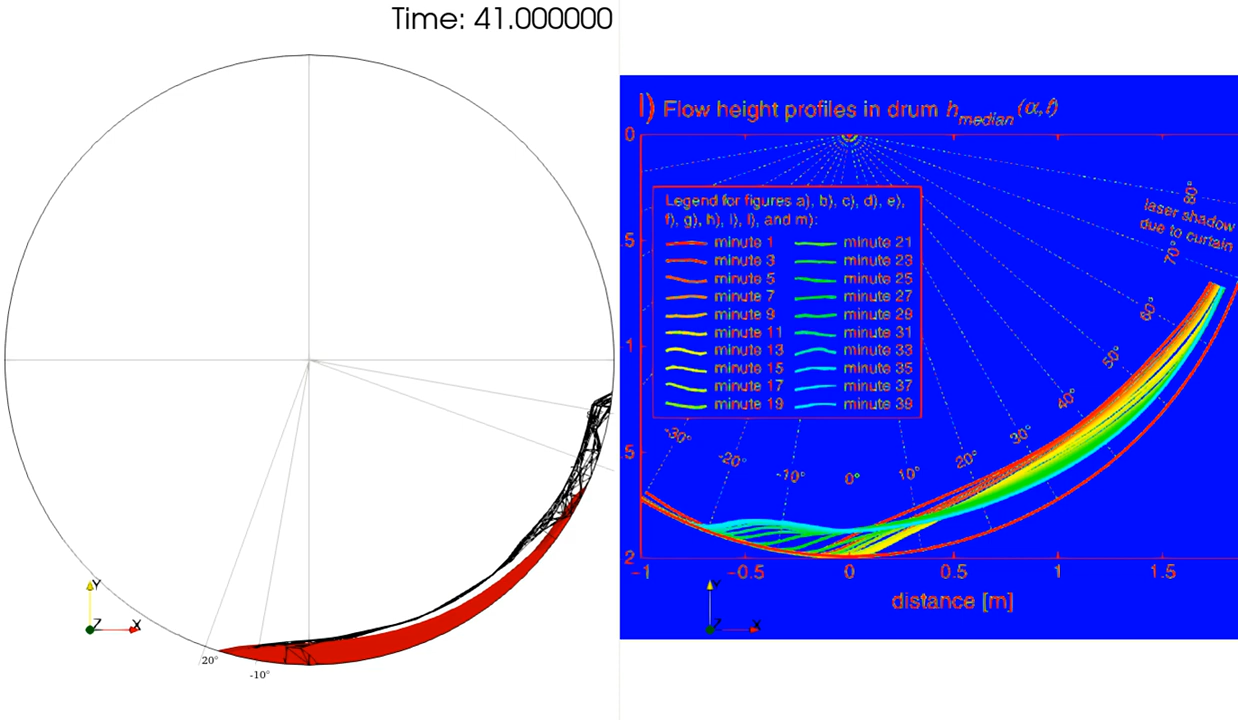 Time: 41.000000
20°
-10°
Y
Z
X
l) Flow height profiles in drum h_median(α,t)
0
5
1
5
2
Legend for figures a), b), c), d), e),
f), g), h), i), l), and m):
minute 1
minute 3
minute 5
minute 7
minute 9
minute 11
minute 13
minute 15
minute 17
minute 19
minute 21
minute 23
minute 25
minute 27
minute 29
minute 31
minute 33
minute 35
minute 37
minute 39
80°
laser shadow
due to curtain
70°
60°
50°
40°
30°
20°
10°
0°
-10°
-20°
-30°
-1
-0.5
0
0.5
1
1.5
distance [m]
Y
Z
X